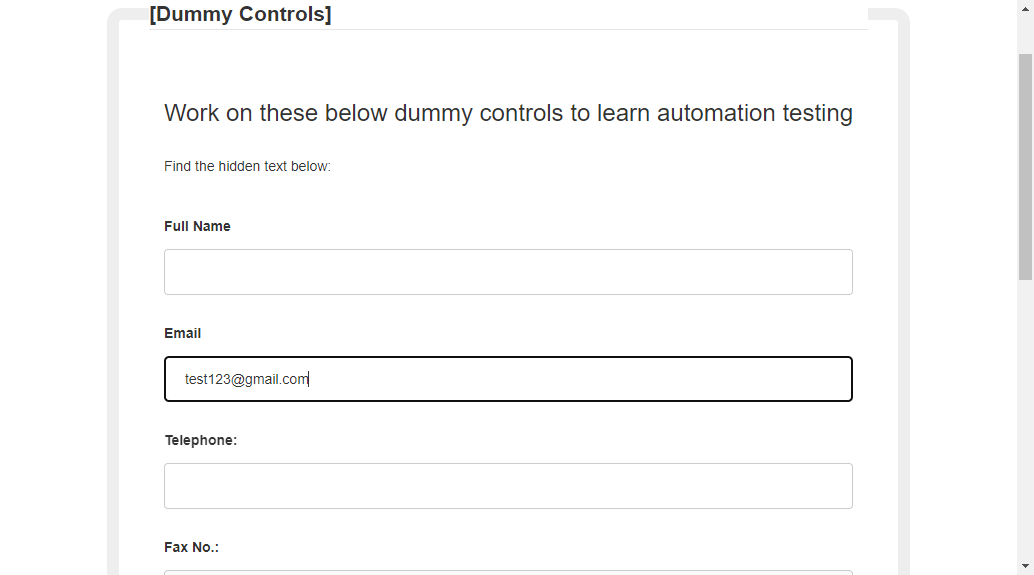 [Dummy Controls]
Work on these below dummy controls to learn automation testing
Find the hidden text below:
Full Name
Email
test123@gmail.com
Telephone:
Fax No.: